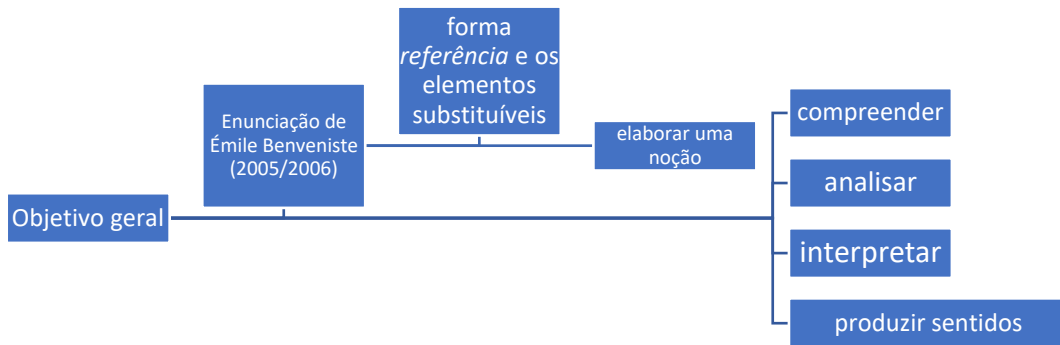 Objetivo geral
Enunciação de
Émile Benveniste
(2005/2006)
forma
referência e os
elementos
substituíveis
elaborar uma
noção
compreender
analisar
interpretar
produzir sentidos